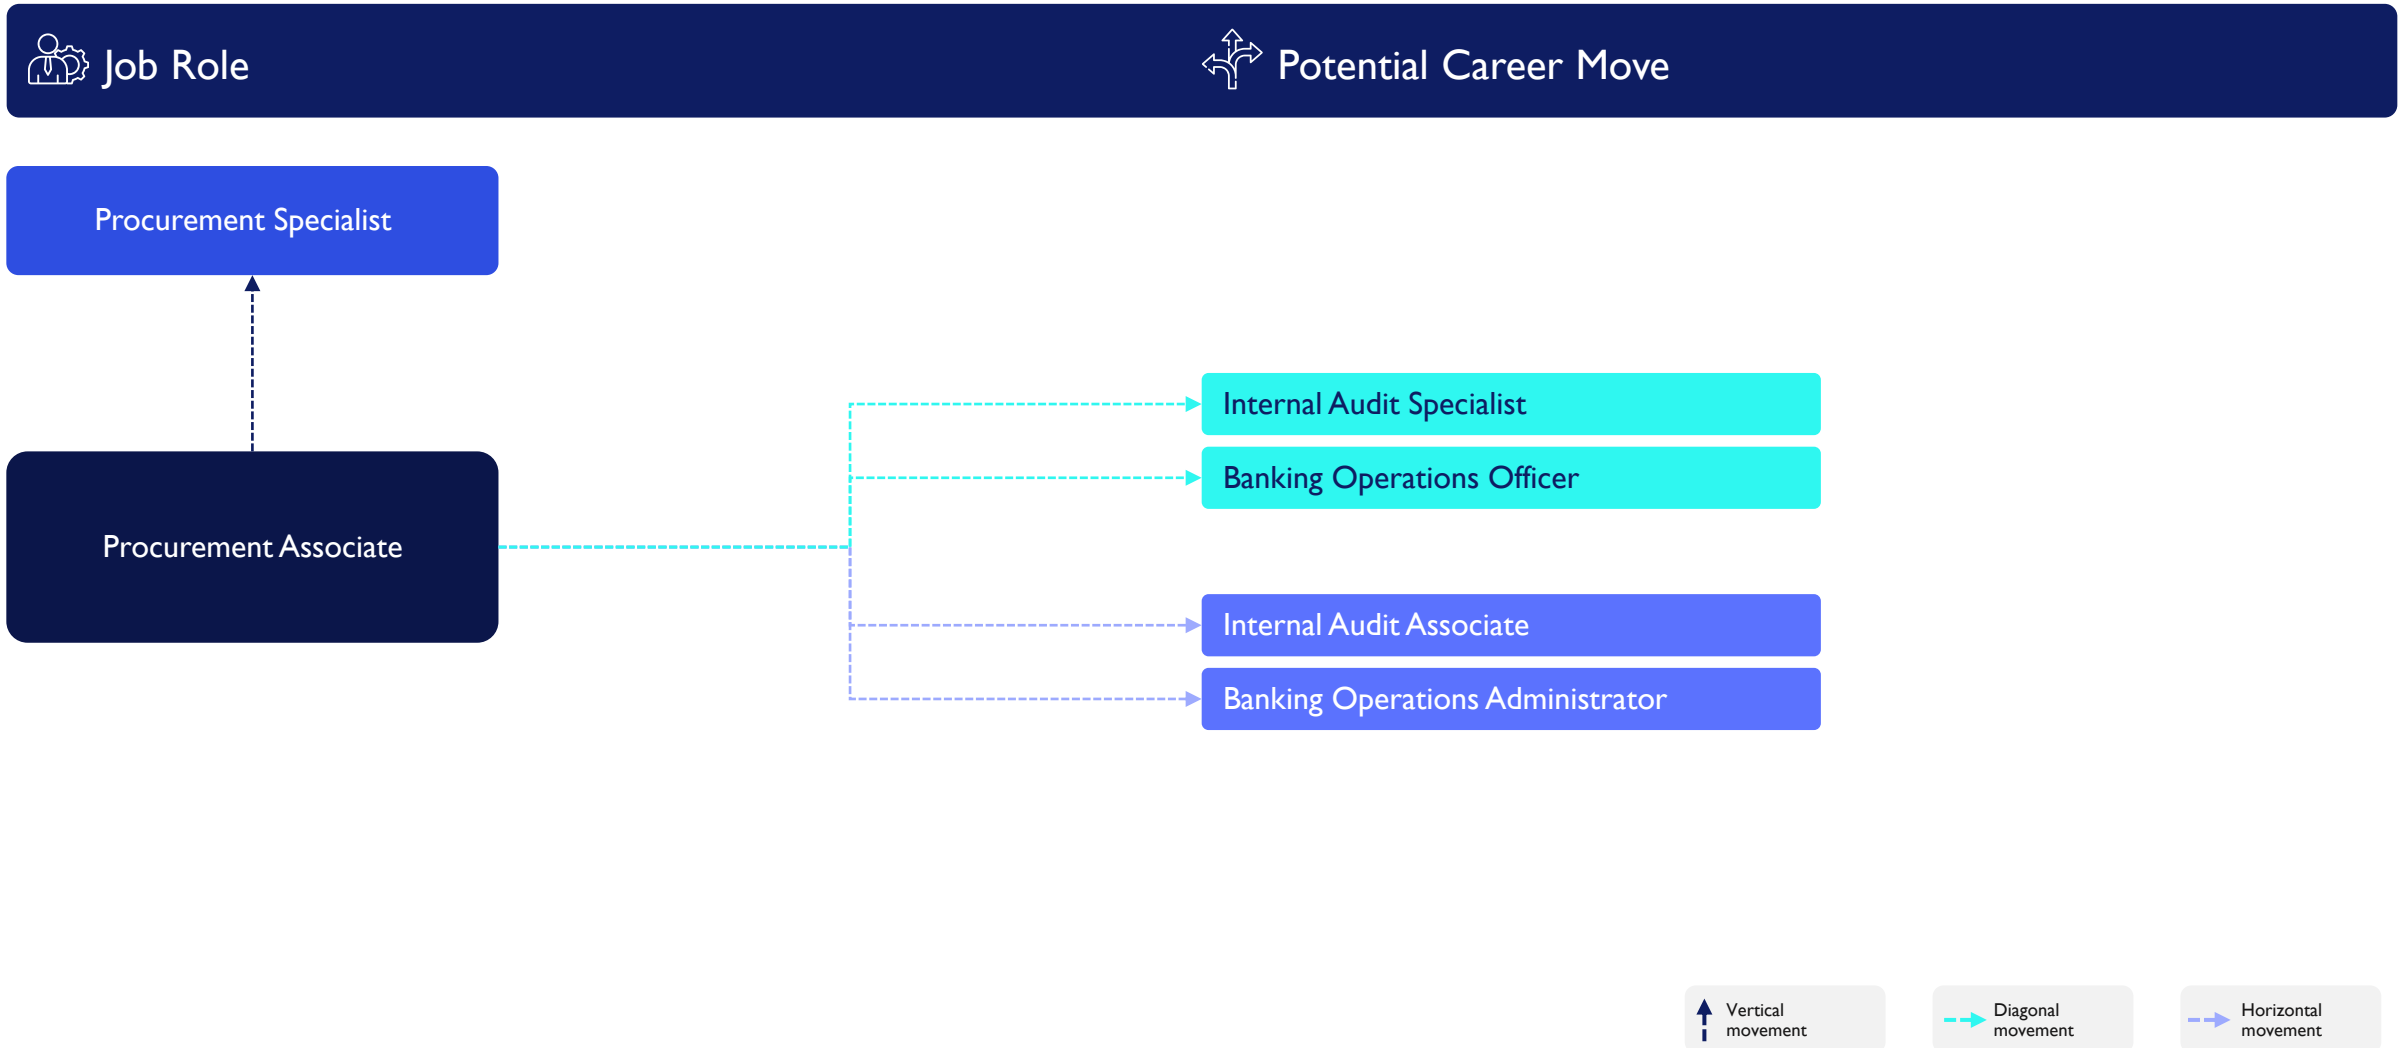 Job Role
Potential Career Move
Procurement Specialist
Internal Audit Specialist
Banking Operations Officer
Procurement Associate
Internal Audit Associate
Banking Operations Administrator
Vertical
movement
Diagonal
movement
Horizontal
movement